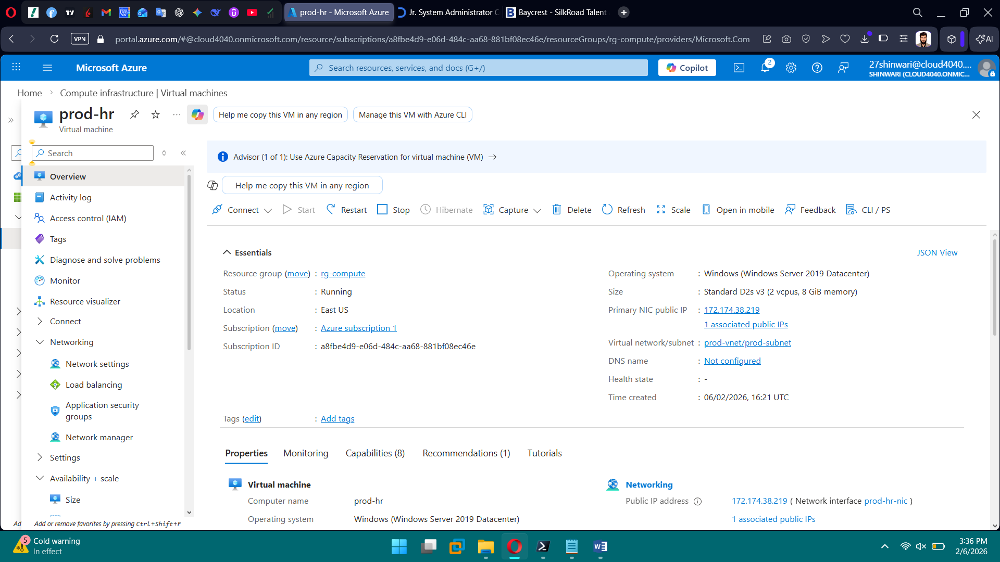 prod-hr - Microsoft Azure
Jr. System Administrator
Baycrest - SilkRoad Talent
VPN
portal.azure.com/#@cloud4040.onmicrosoft.com/resource/subscriptions/a8fbe4d9-e06d-484c-aa68-881bf08ec46e/resourceGroups/rg-compute/providers/Microsoft.Com
AI
Microsoft Azure
Search resources, services, and docs (G+/)
Copilot
2
27shinwari@cloud4040....
SHINWARI (CLOUD4040.ONMIC...
Home > Compute infrastructure | Virtual machines
prod-hr
Virtual machine
Help me copy this VM in any region
Manage this VM with Azure CLI
Search
Advisor (1 of 1): Use Azure Capacity Reservation for virtual machine (VM) →
Help me copy this VM in any region
Connect
Start
Restart
Stop
Hibernate
Capture
Delete
Refresh
Scale
Open in mobile
Feedback
CLI / PS
Overview
Activity log
Access control (IAM)
Tags
Diagnose and solve problems
Monitor
Resource visualizer
Connect
Networking
Network settings
Load balancing
Application security
groups
Network manager
Settings
Availability + scale
Size
Ad
Add or remove favorites by pressing Ctrl+Shift+F
Essentials
JSON View
Resource group (move) : rg-compute
Status : Running
Location : East US
Subscription (move) : Azure subscription 1
Subscription ID : a8fbe4d9-e06d-484c-aa68-881bf08ec46e
Operating system : Windows (Windows Server 2019 Datacenter)
Size : Standard D2s v3 (2 vcpus, 8 GiB memory)
Primary NIC public IP : 172.174.38.219
1 associated public IPs
Virtual network/subnet : prod-vnet/prod-subnet
DNS name : Not configured
Health state : -
Time created : 06/02/2026, 16:21 UTC
Tags (edit) : Add tags
Properties
Monitoring
Capabilities (8)
Recommendations (1)
Tutorials
Virtual machine
Computer name prod-hr
Operating system Windows (Windows Server 2019 Datacenter)
Networking
Public IP address 172.174.38.219 ( Network interface prod-hr-nic )
1 associated public IPs
5
Cold warning
In effect
3:36 PM
2/6/2026